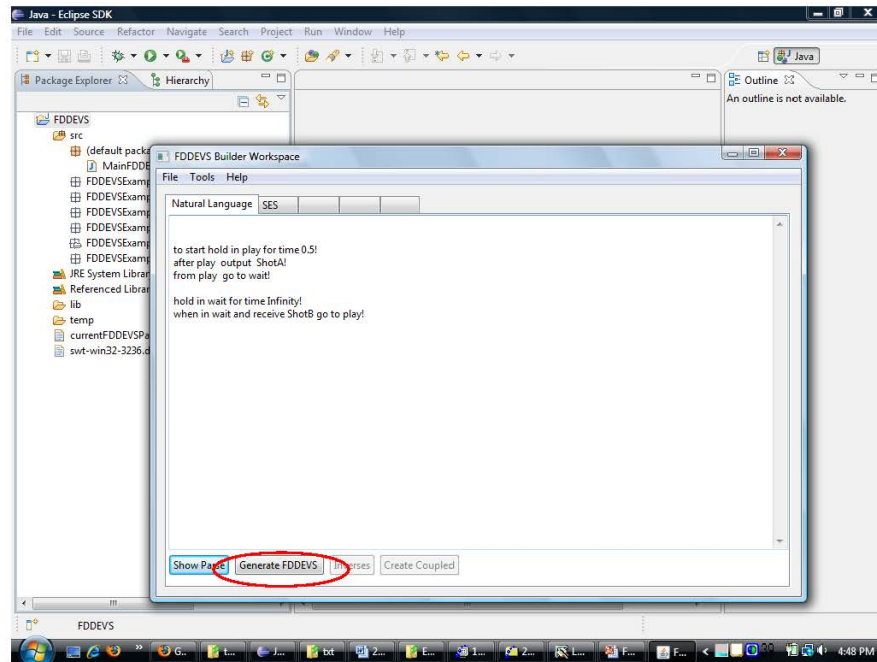 Java - Eclipse SDK
File Edit Source Refactor Navigate Search Project Run Window Help
Java
Package Explorer
Hierarchy
Outline
An outline is not available.
FDDEVS
src
(default packa
MainFDDE
FDDEVSExamp
FDDEVSExamp
FDDEVSExamp
FDDEVSExamp
FDDEVSExamp
FDDEVSExamp
JRE System Librar
Referenced Librar
lib
temp
currentFDDEVSPa
swt-win32-3236.d
FDDEVS Builder Workspace
File Tools Help
Natural Language SES
to start hold in play for time 0.5!
after play output ShotA!
from play go to wait!
hold in wait for time Infinity!
when in wait and receive ShotB go to play!
Show Parse Generate FDDEVS Inverses Create Coupled
FDDEVS
G... t... J... txt 2... E... 1... 2... L... F... F... 4:48 PM